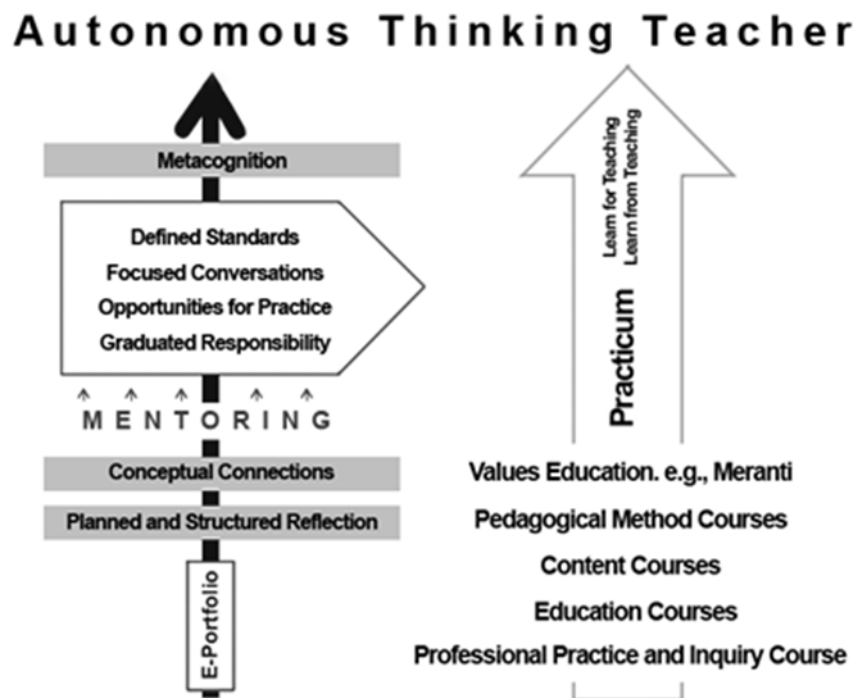 Autonomous Thinking Teacher
Metacognition
Defined Standards
Focused Conversations
Opportunities for Practice
Graduated Responsibility
MENTORING
Conceptual Connections
Planned and Structured Reflection
E-Portfolio
Learn for Teaching
Learn from Teaching
Practicum
Values Education. e.g., Meranti
Pedagogical Method Courses
Content Courses
Education Courses
Professional Practice and Inquiry Course